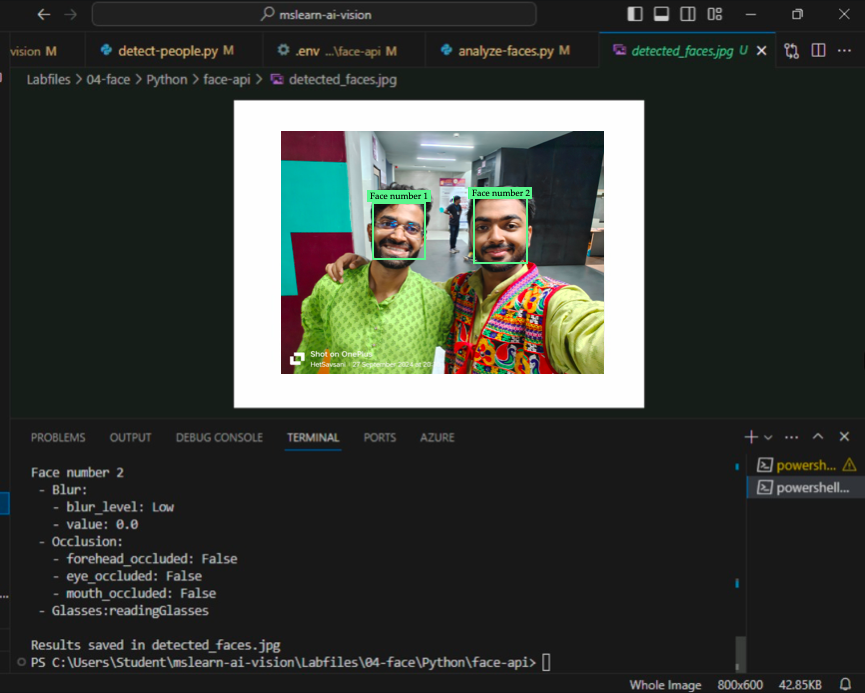 mslearn-ai-vision
vision M
detect-people.py M
.env ...\face-api M
analyze-faces.py M
detected_faces.jpg U
Labfiles > 04-face > Python > face-api > detected_faces.jpg
Face number 1
Face number 2
Shot on OnePlus
HetSavsani
27 September 2024 at 20
PROBLEMS
OUTPUT
DEBUG CONSOLE
TERMINAL
PORTS
AZURE
powersh...
powershell...
Face number 2
- Blur:
- blur_level: Low
- value: 0.0
- Occlusion:
- forehead_occluded: False
- eye_occluded: False
- mouth_occluded: False
- Glasses:readingGlasses
Results saved in detected_faces.jpg
PS C:\Users\Student\mslearn-ai-vision\Labfiles\04-face\Python\face-api>
Whole Image
800x600
42.85KB